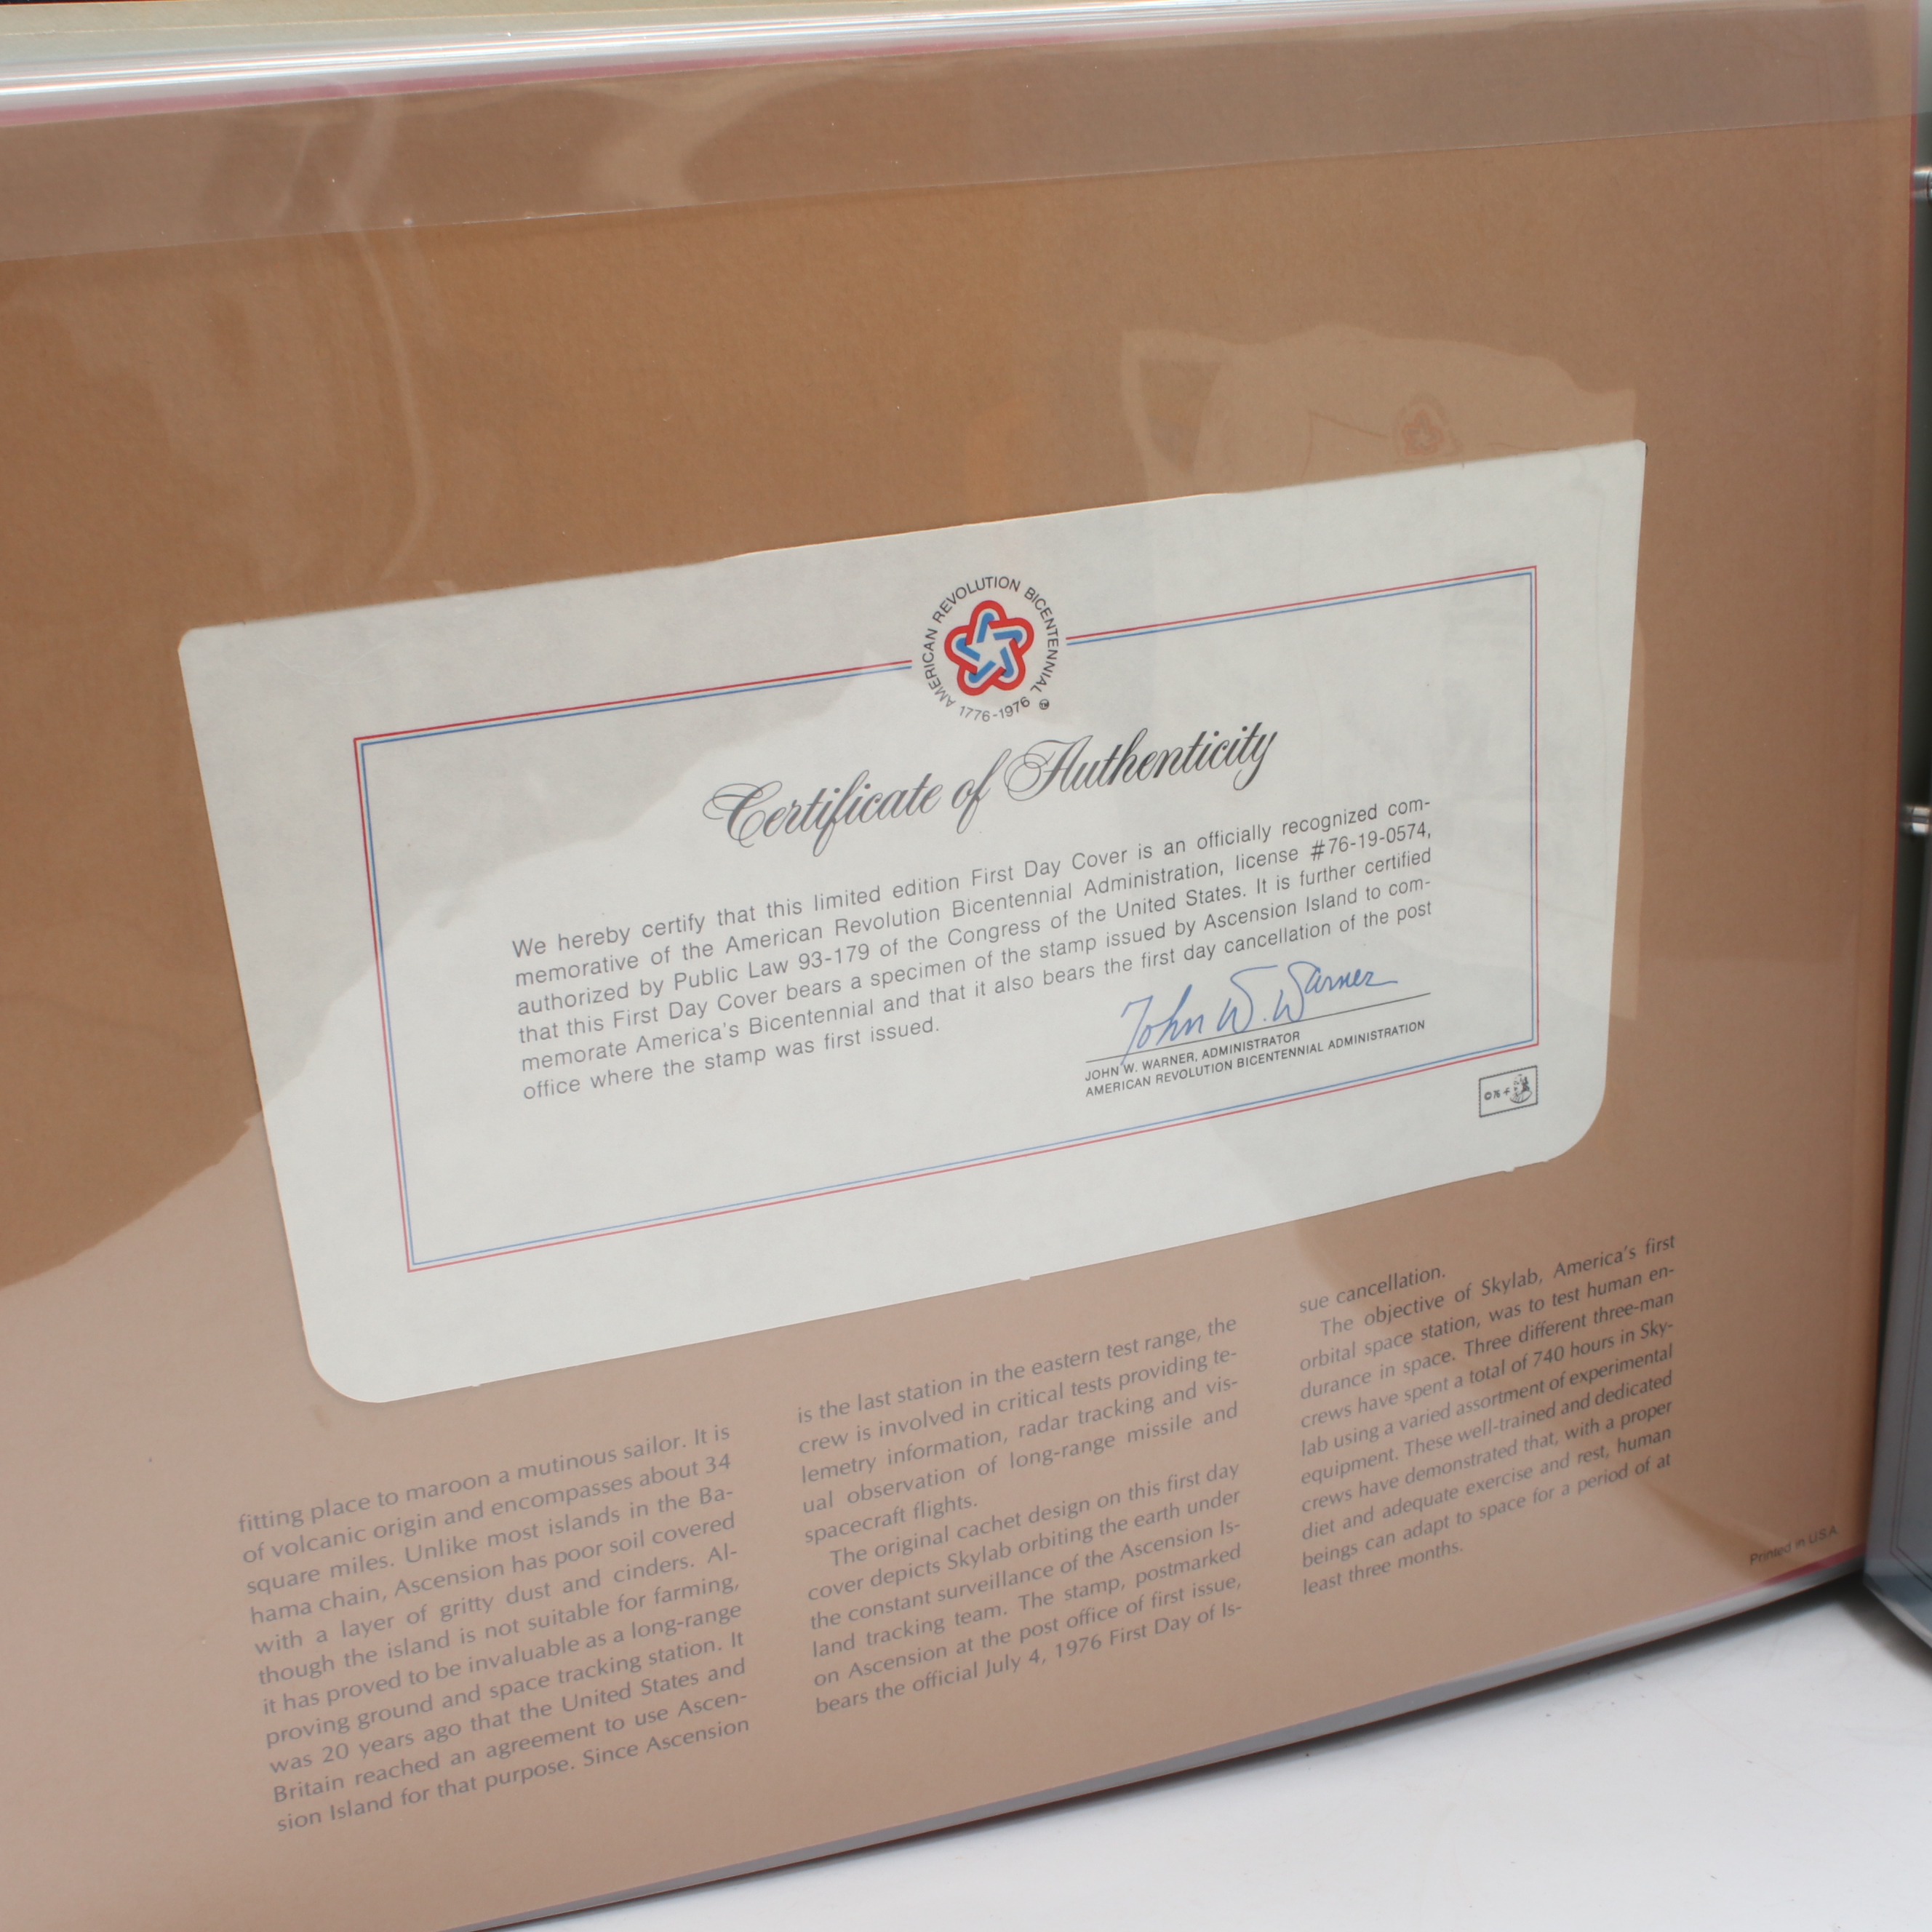 AMERICAN REVOLUTION BICENTENNIAL
1776-1976
Certificate of Authenticity
We hereby certify that this limited edition First Day Cover is an officially recognized com-
memorative of the American Revolution Bicentennial Administration, license #76-19-0574,
authorized by Public Law 93-179 of the Congress of the United States. It is further certified
that this First Day Cover bears a specimen of the stamp issued by Ascension Island to com-
memorate America's Bicentennial and that it also bears the first day cancellation of the post
office where the stamp was first issued.
John W. Warner
JOHN W. WARNER, ADMINISTRATOR
AMERICAN REVOLUTION BICENTENNIAL ADMINISTRATION
fitting place to maroon a mutinous sailor. It is
of volcanic origin and encompasses about 34
square miles. Unlike most islands in the Ba-
hama chain, Ascension has poor soil covered
with a layer of gritty dust and cinders. Al-
though the island is not suitable for farming,
it has proved to be invaluable as a long-range
proving ground and space tracking station. It
was 20 years ago that the United States and
Britain reached an agreement to use Ascen-
sion Island for that purpose. Since Ascension
is the last station in the eastern test range, the
crew is involved in critical tests providing te-
lemetry information, radar tracking and vis-
ual observation of long-range missile and
spacecraft flights.
The original cachet design on this first day
cover depicts Skylab orbiting the earth under
the constant surveillance of the Ascension Is-
land tracking team. The stamp, postmarked
on Ascension at the post office of first issue,
bears the official July 4, 1976 First Day of Is-
sue cancellation.
The objective of Skylab, America's first
orbital space station, was to test human en-
durance in space. Three different three-man
crews have spent a total of 740 hours in Sky-
lab using a varied assortment of experimental
equipment. These well-trained and dedicated
crews have demonstrated that, with a proper
diet and adequate exercise and rest, human
beings can adapt to space for a period of at
least three months.
Printed in U.S.A.